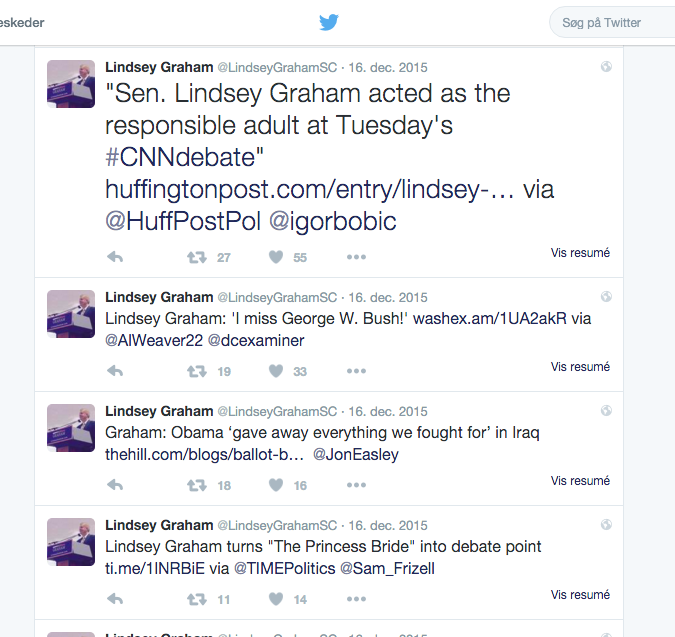 eskeder
Søg på Twitter
Lindsey Graham @LindseyGrahamSC · 16. dec. 2015
"Sen. Lindsey Graham acted as the
responsible adult at Tuesday's
#CNNdebate"
huffingtonpost.com/entry/lindsey-… via
@HuffPostPol @igorbobic
27 55 Vis resumé
Lindsey Graham @LindseyGrahamSC · 16. dec. 2015
Lindsey Graham: 'I miss George W. Bush!' washex.am/1UA2akR via
@AlWeaver22 @dcexaminer
19 33 Vis resumé
Lindsey Graham @LindseyGrahamSC · 16. dec. 2015
Graham: Obama ‘gave away everything we fought for’ in Iraq
thehill.com/blogs/ballot-b… @JonEasley
18 16 Vis resumé
Lindsey Graham @LindseyGrahamSC · 16. dec. 2015
Lindsey Graham turns "The Princess Bride" into debate point
ti.me/1INRBiE via @TIMEPolitics @Sam_Frizell
11 14 Vis resumé